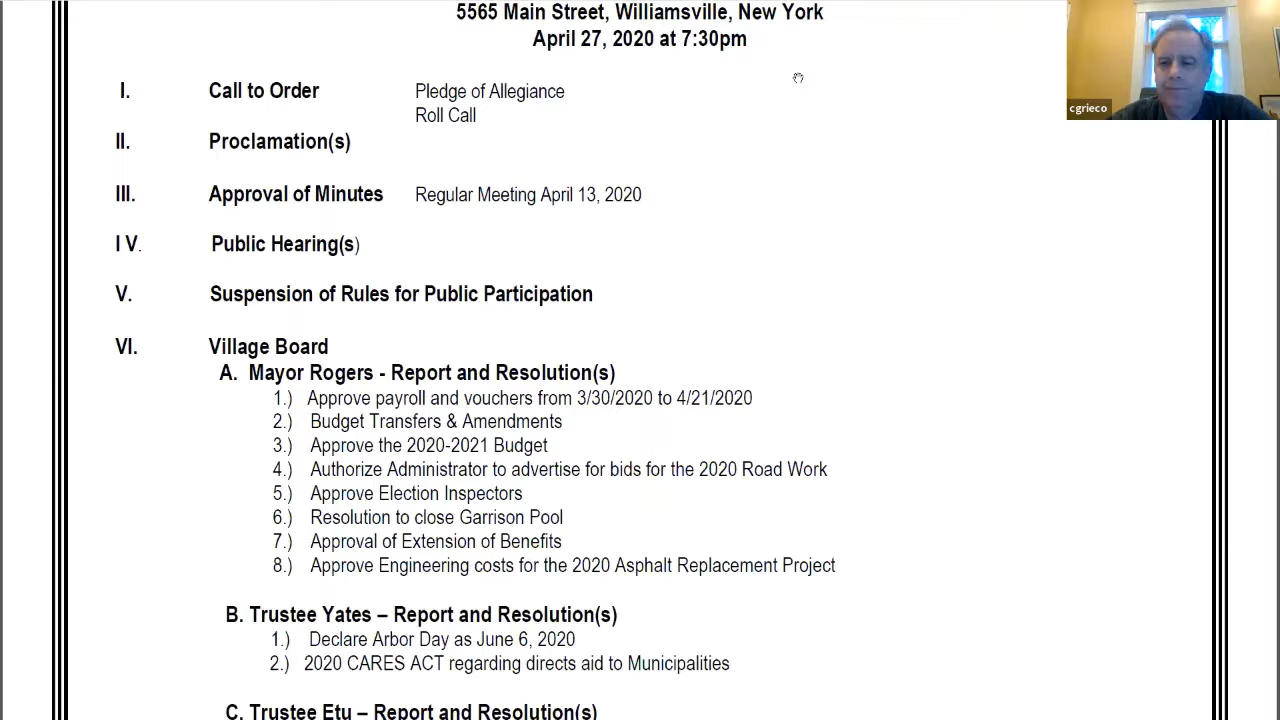 5565 Main Street, Williamsville, New York
April 27, 2020 at 7:30pm
cgrieco
I. Call to Order Pledge of Allegiance
Roll Call
II. Proclamation(s)
III. Approval of Minutes Regular Meeting April 13, 2020
I V. Public Hearing(s)
V. Suspension of Rules for Public Participation
VI. Village Board
A. Mayor Rogers - Report and Resolution(s)
1.) Approve payroll and vouchers from 3/30/2020 to 4/21/2020
2.) Budget Transfers & Amendments
3.) Approve the 2020-2021 Budget
4.) Authorize Administrator to advertise for bids for the 2020 Road Work
5.) Approve Election Inspectors
6.) Resolution to close Garrison Pool
7.) Approval of Extension of Benefits
8.) Approve Engineering costs for the 2020 Asphalt Replacement Project
B. Trustee Yates – Report and Resolution(s)
1.) Declare Arbor Day as June 6, 2020
2.) 2020 CARES ACT regarding directs aid to Municipalities
C. Trustee Etu – Report and Resolution(s)